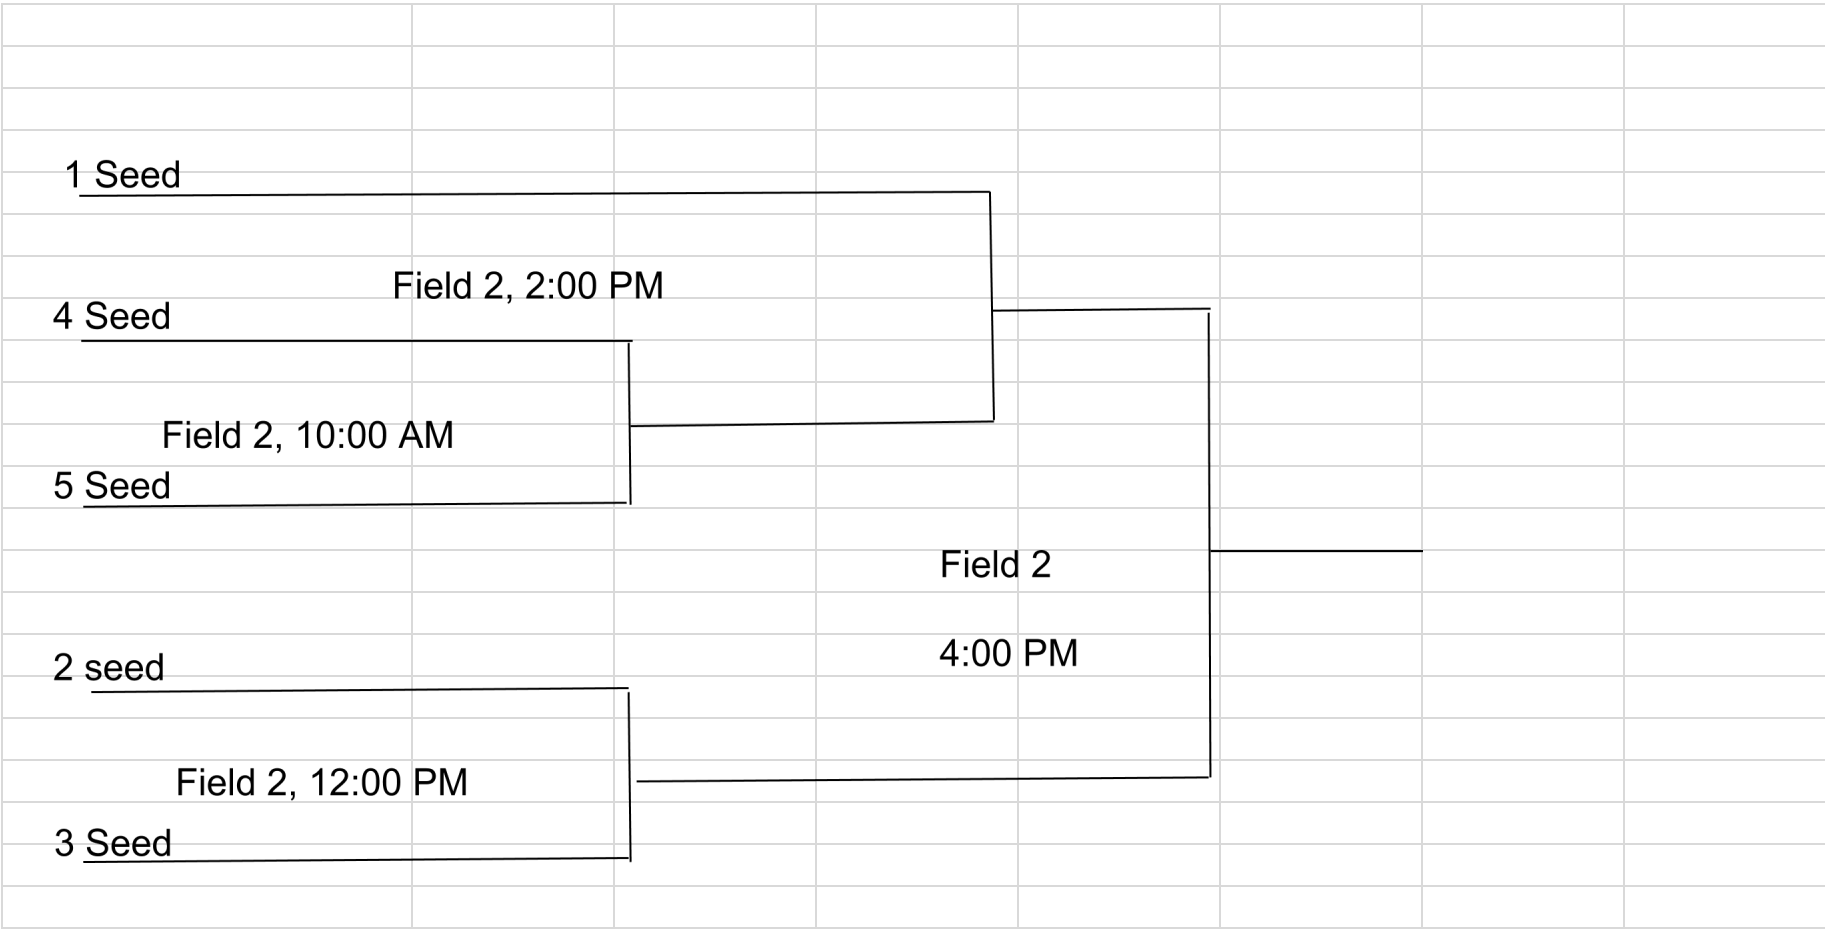 1 Seed
Field 2, 2:00 PM
4 Seed
Field 2, 10:00 AM
5 Seed
Field 2
4:00 PM
2 seed
Field 2, 12:00 PM
3 Seed